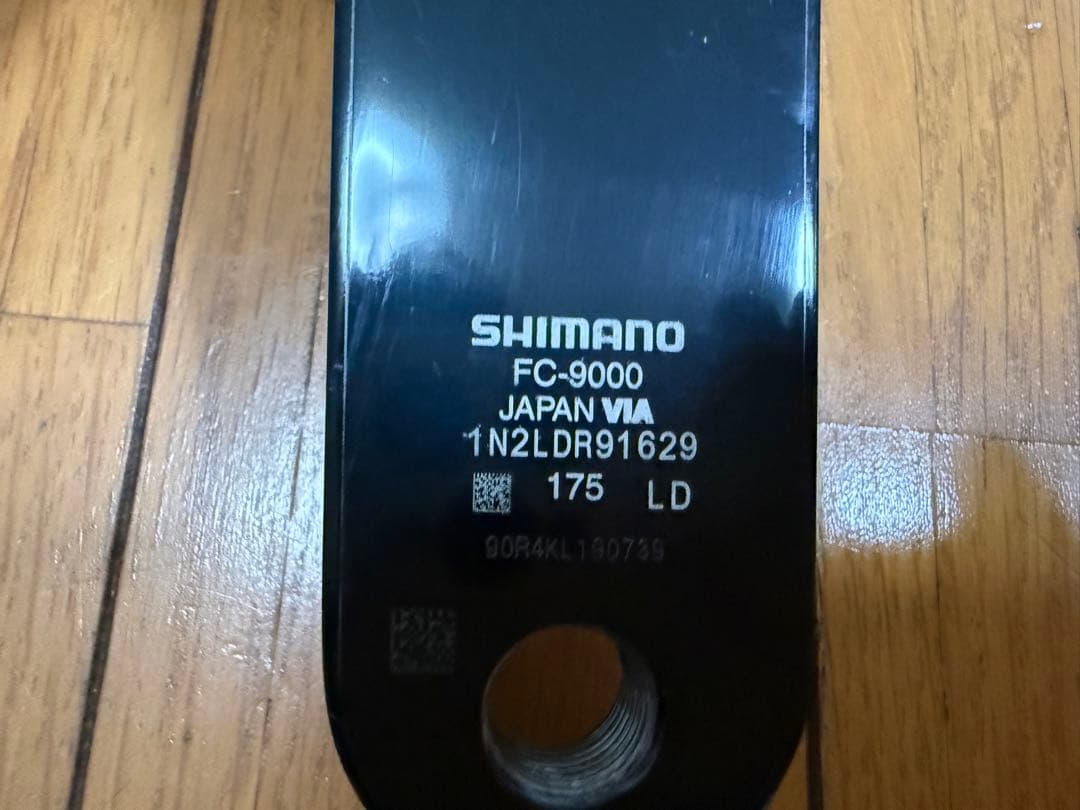 SHIMANO
FC-9000
JAPAN VIA
1N2LDR91629
175 LD
90R4KL190739